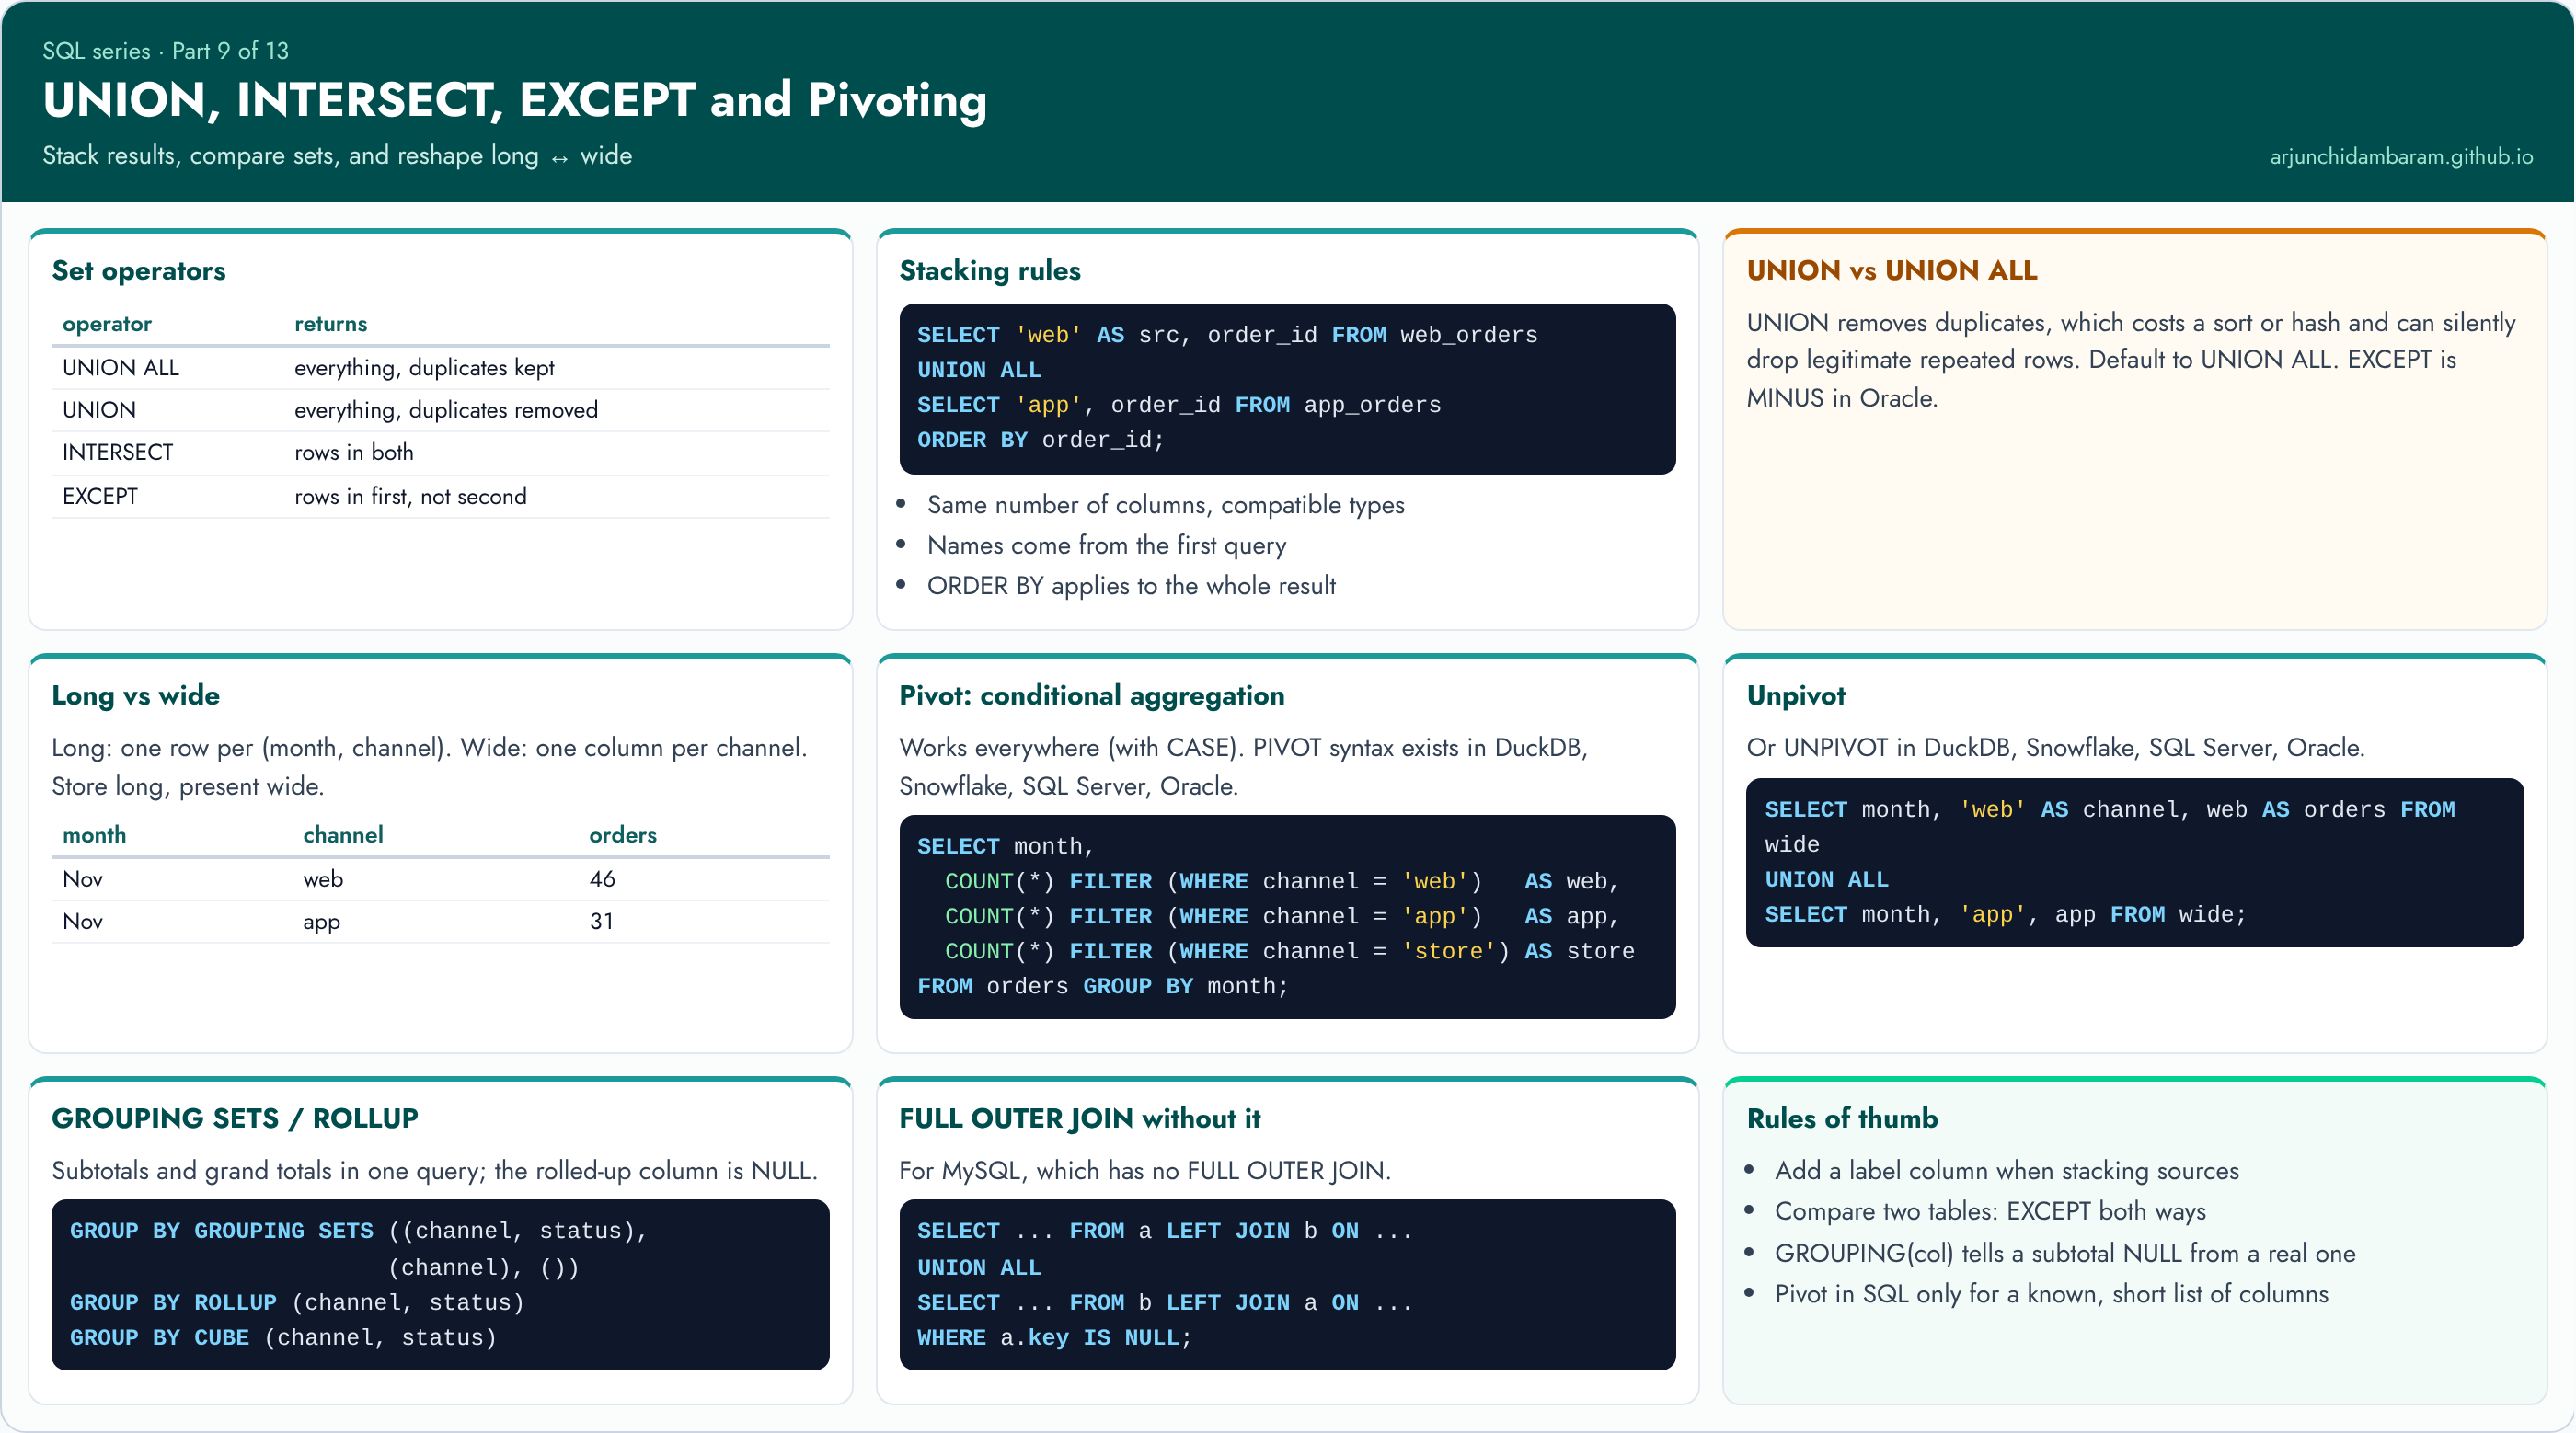 SQL series · Part 9 of 13
UNION, INTERSECT, EXCEPT and Pivoting
Stack results, compare sets, and reshape long ↔ wide
arjunchidambaram.github.io
Set operators
operator returns
UNION ALL everything, duplicates kept
UNION everything, duplicates removed
INTERSECT rows in both
EXCEPT rows in first, not second
Stacking rules
SELECT 'web' AS src, order_id FROM web_orders
UNION ALL
SELECT 'app', order_id FROM app_orders
ORDER BY order_id;
• Same number of columns, compatible types
• Names come from the first query
• ORDER BY applies to the whole result
UNION vs UNION ALL
UNION removes duplicates, which costs a sort or hash and can silently
drop legitimate repeated rows. Default to UNION ALL. EXCEPT is
MINUS in Oracle.
Long vs wide
Long: one row per (month, channel). Wide: one column per channel.
Store long, present wide.
month channel orders
Nov web 46
Nov app 31
Pivot: conditional aggregation
Works everywhere (with CASE). PIVOT syntax exists in DuckDB,
Snowflake, SQL Server, Oracle.
SELECT month,
  COUNT(*) FILTER (WHERE channel = 'web')   AS web,
  COUNT(*) FILTER (WHERE channel = 'app')   AS app,
  COUNT(*) FILTER (WHERE channel = 'store') AS store
FROM orders GROUP BY month;
Unpivot
Or UNPIVOT in DuckDB, Snowflake, SQL Server, Oracle.
SELECT month, 'web' AS channel, web AS orders FROM
wide
UNION ALL
SELECT month, 'app', app FROM wide;
GROUPING SETS / ROLLUP
Subtotals and grand totals in one query; the rolled-up column is NULL.
GROUP BY GROUPING SETS ((channel, status),
                       (channel), ())
GROUP BY ROLLUP (channel, status)
GROUP BY CUBE (channel, status)
FULL OUTER JOIN without it
For MySQL, which has no FULL OUTER JOIN.
SELECT ... FROM a LEFT JOIN b ON ...
UNION ALL
SELECT ... FROM b LEFT JOIN a ON ...
WHERE a.key IS NULL;
Rules of thumb
• Add a label column when stacking sources
• Compare two tables: EXCEPT both ways
• GROUPING(col) tells a subtotal NULL from a real one
• Pivot in SQL only for a known, short list of columns